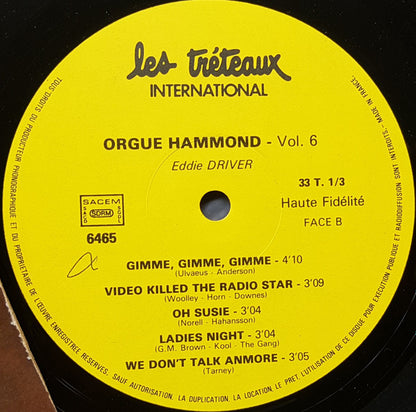 les tréteaux
INTERNATIONAL
ORGUE HAMMOND - Vol. 6
Eddie DRIVER
33 T. 1/3
Haute Fidélité
FACE B
SACEM
SACD SDRM SGDL
6465
GIMME, GIMME, GIMME - 4'10
(Ulvaeus - Anderson)
VIDEO KILLED THE RADIO STAR - 3'09
(Woolley - Horn - Downes)
OH SUSIE - 3'04
(Norell - Hahansson)
LADIES NIGHT - 3'04
(G.M. Brown - Kool - The Gang)
WE DON'T TALK ANMORE - 3'05
(Tarney)
TOUS DROITS DU PRODUCTEUR PHONOGRAPHIQUE ET DU PROPRIETAIRE DE L'ŒUVRE ENREGISTREE RESERVES. SAUF AUTORISATION. LA DUPLICATION, LA LOCATION, LE PRET, L'UTILISATION DE CE DISQUE POUR EXECUTION PUBLIQUE ET RADIODIFFUSION SONT INTERDITS - MADE IN FRANCE.